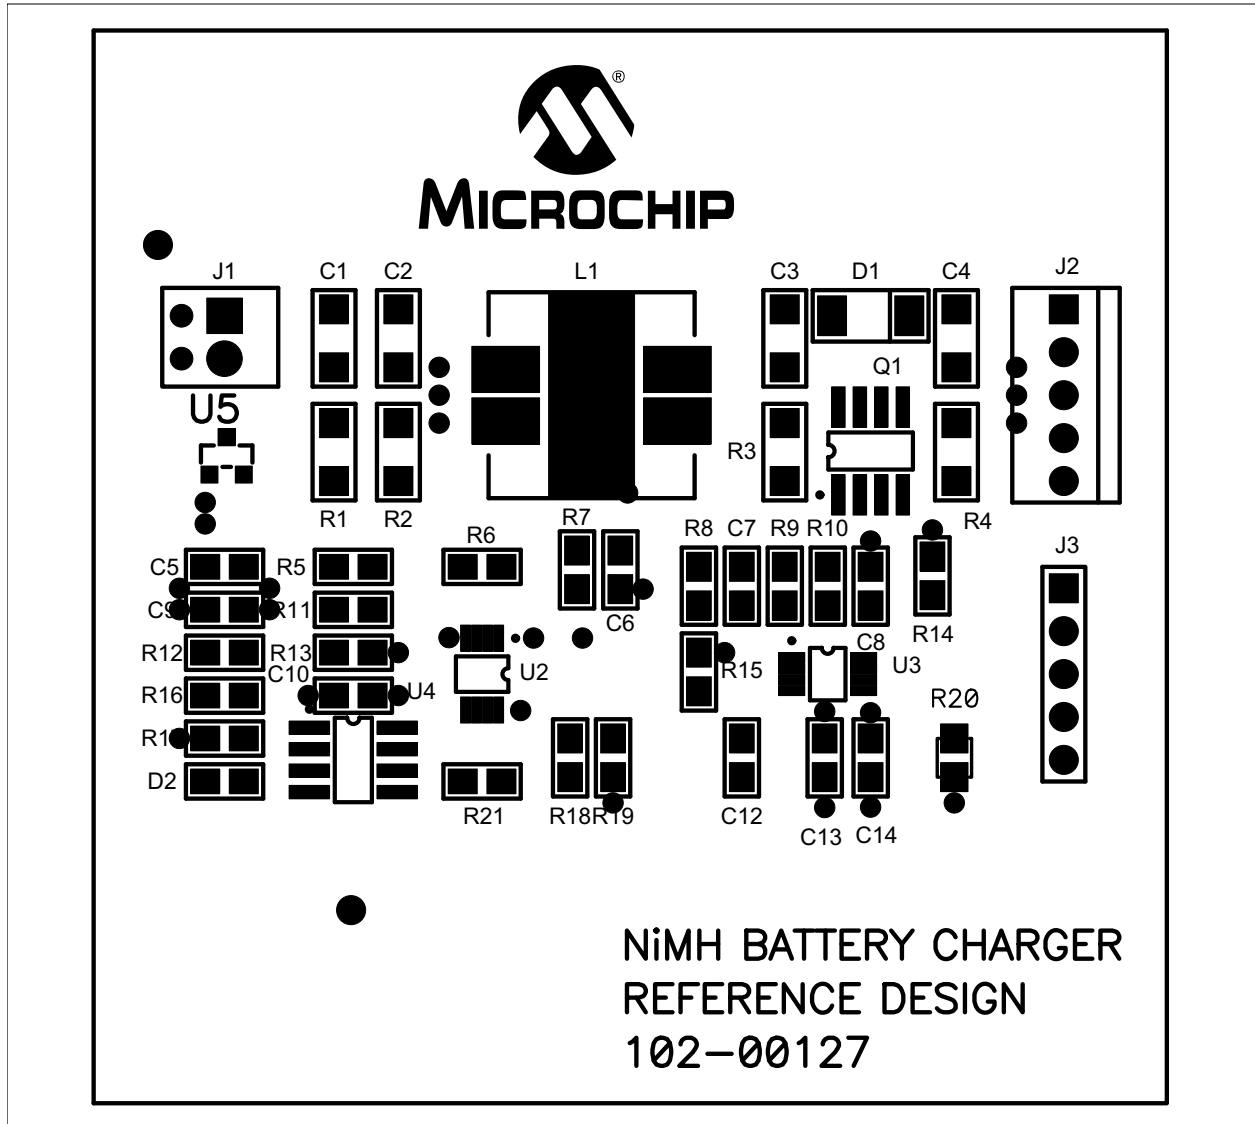 ®
MICROCHIP
J1 C1 C2 L1 C3 D1 C4 J2
Q1
U5
R3
R1 R2 R4
R7 R8 C7 R9 R10
R6
J3
C5 R5
C9 R11
C6 R14
C8
R12 R13 R15 U3
C10 U2
R16 U4 R20
D2
R21 R18 R19 C12
C13 C14
NiMH BATTERY CHARGER
REFERENCE DESIGN
102-00127